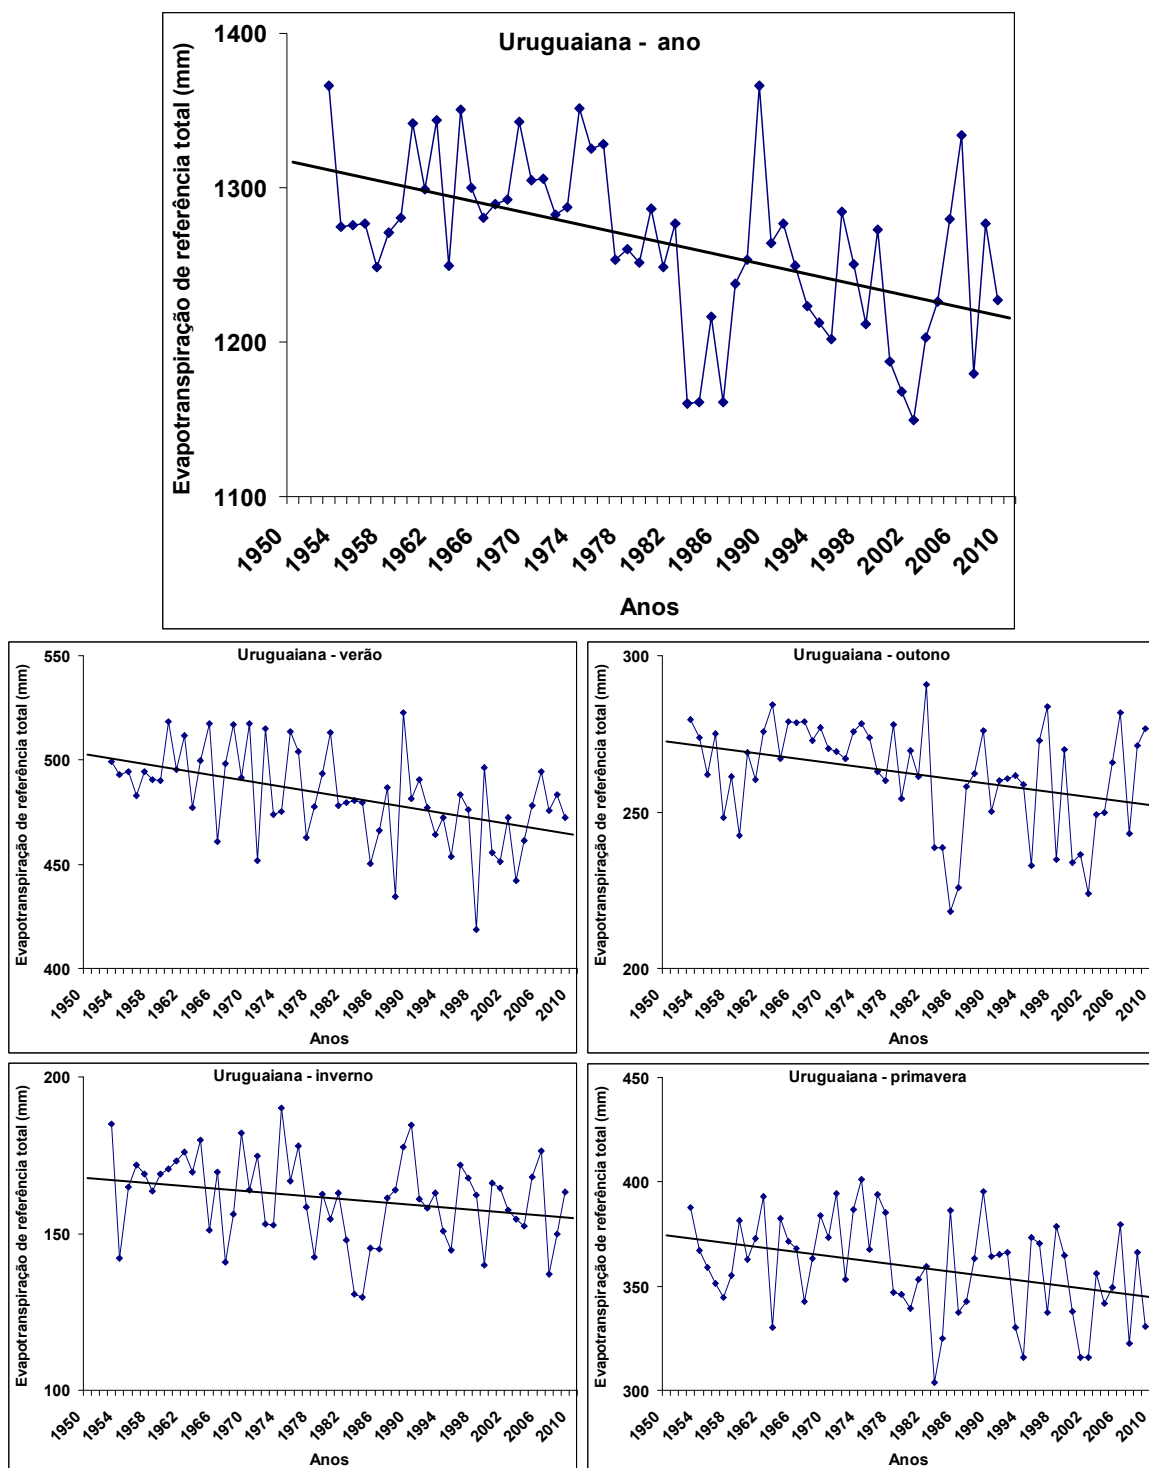 Uruguaiana - ano
Evapotranspiração de referência total (mm)
1400
1300
1200
1100
1950 1954 1958 1962 1966 1970 1974 1978 1982 1986 1990 1994 1998 2002 2006 2010
Anos
Uruguaiana - verão
Evapotranspiração de referência total (mm)
550
500
450
400
1950 1954 1958 1962 1966 1970 1974 1978 1982 1986 1990 1994 1998 2002 2006 2010
Anos
Uruguaiana - outono
Evapotranspiração de referência total (mm)
300
250
200
1950 1954 1958 1962 1966 1970 1974 1978 1982 1986 1990 1994 1998 2002 2006 2010
Anos
Uruguaiana - inverno
Evapotranspiração de referência total (mm)
200
150
100
1950 1954 1958 1962 1966 1970 1974 1978 1982 1986 1990 1994 1998 2002 2006 2010
Anos
Uruguaiana - primavera
Evapotranspiração de referência total (mm)
450
400
350
300
1950 1954 1958 1962 1966 1970 1974 1978 1982 1986 1990 1994 1998 2002 2006 2010
Anos